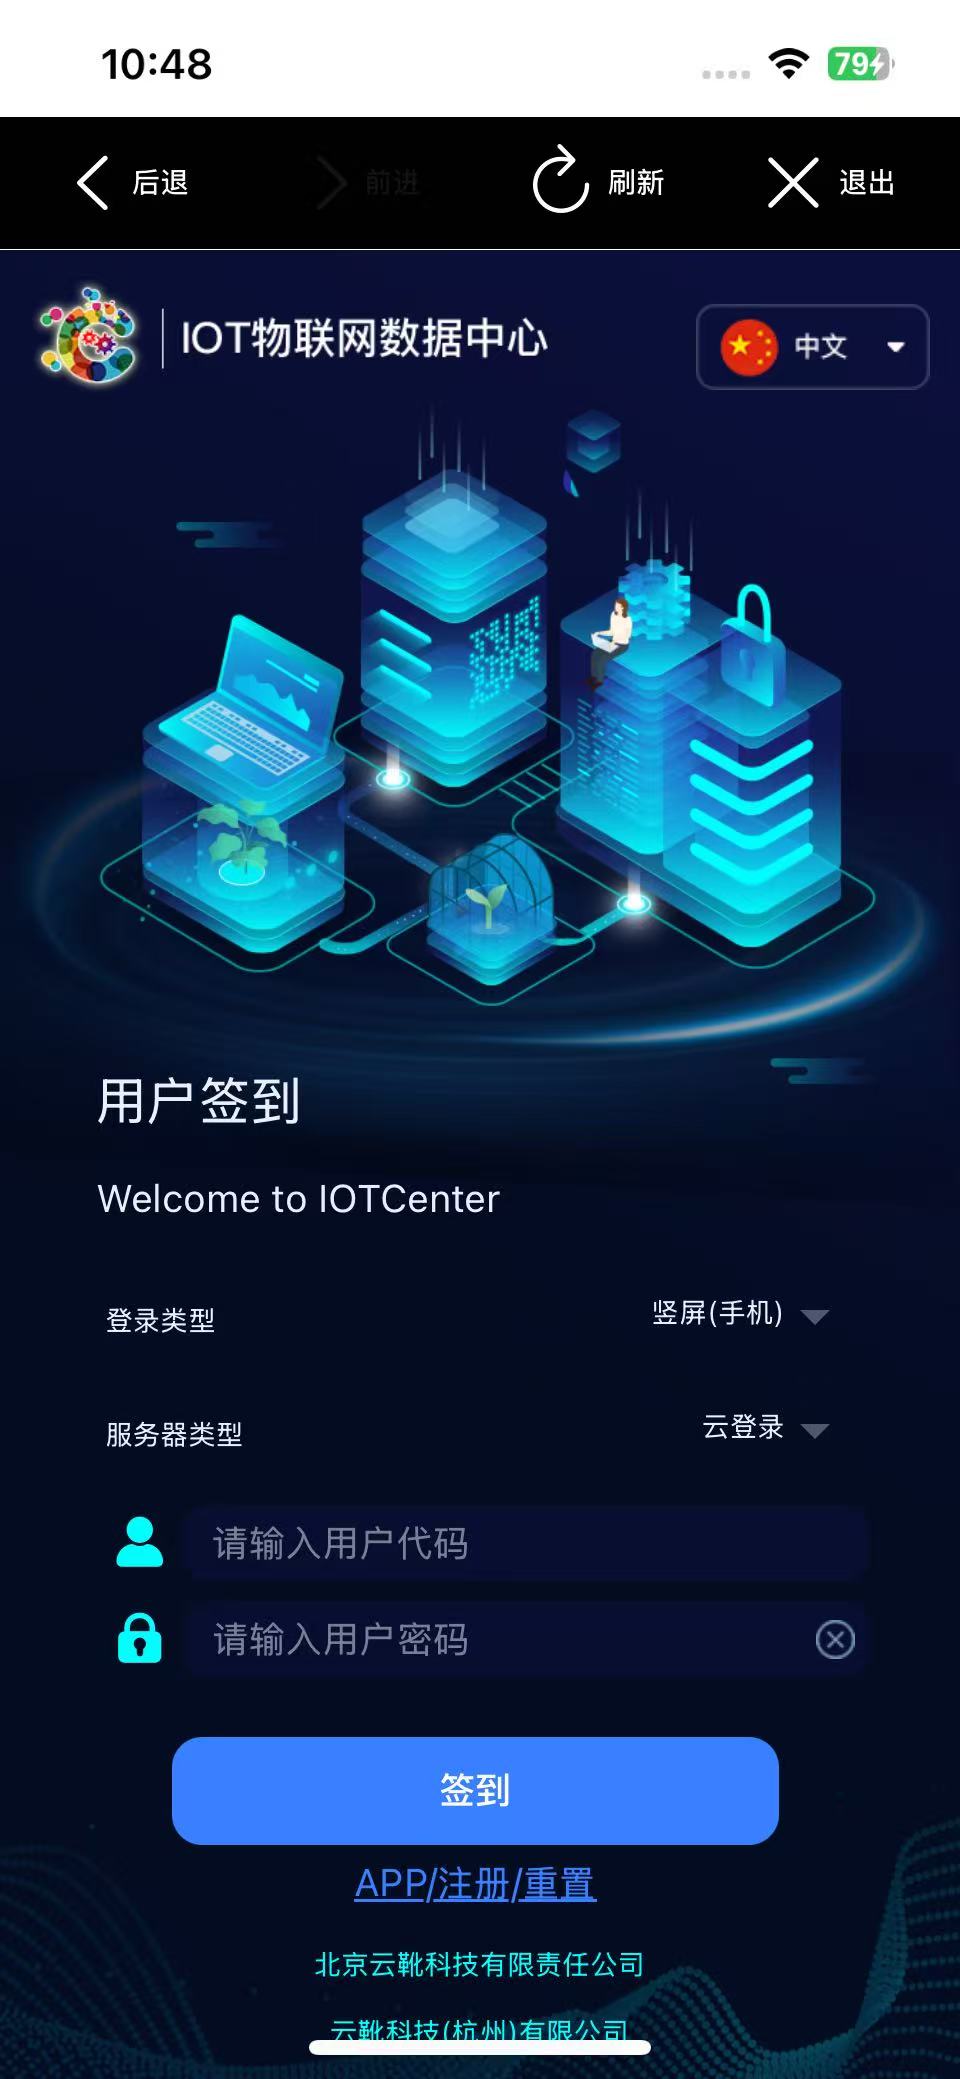 10:48
79
后退 前进 刷新 退出
IOT物联网数据中心
中文
用户签到
Welcome to IOTCenter
登录类型 竖屏(手机)
服务器类型 云登录
请输入用户代码
请输入用户密码
签到
APP/注册/重置
北京云靴科技有限责任公司
云靴科技(杭州)有限公司